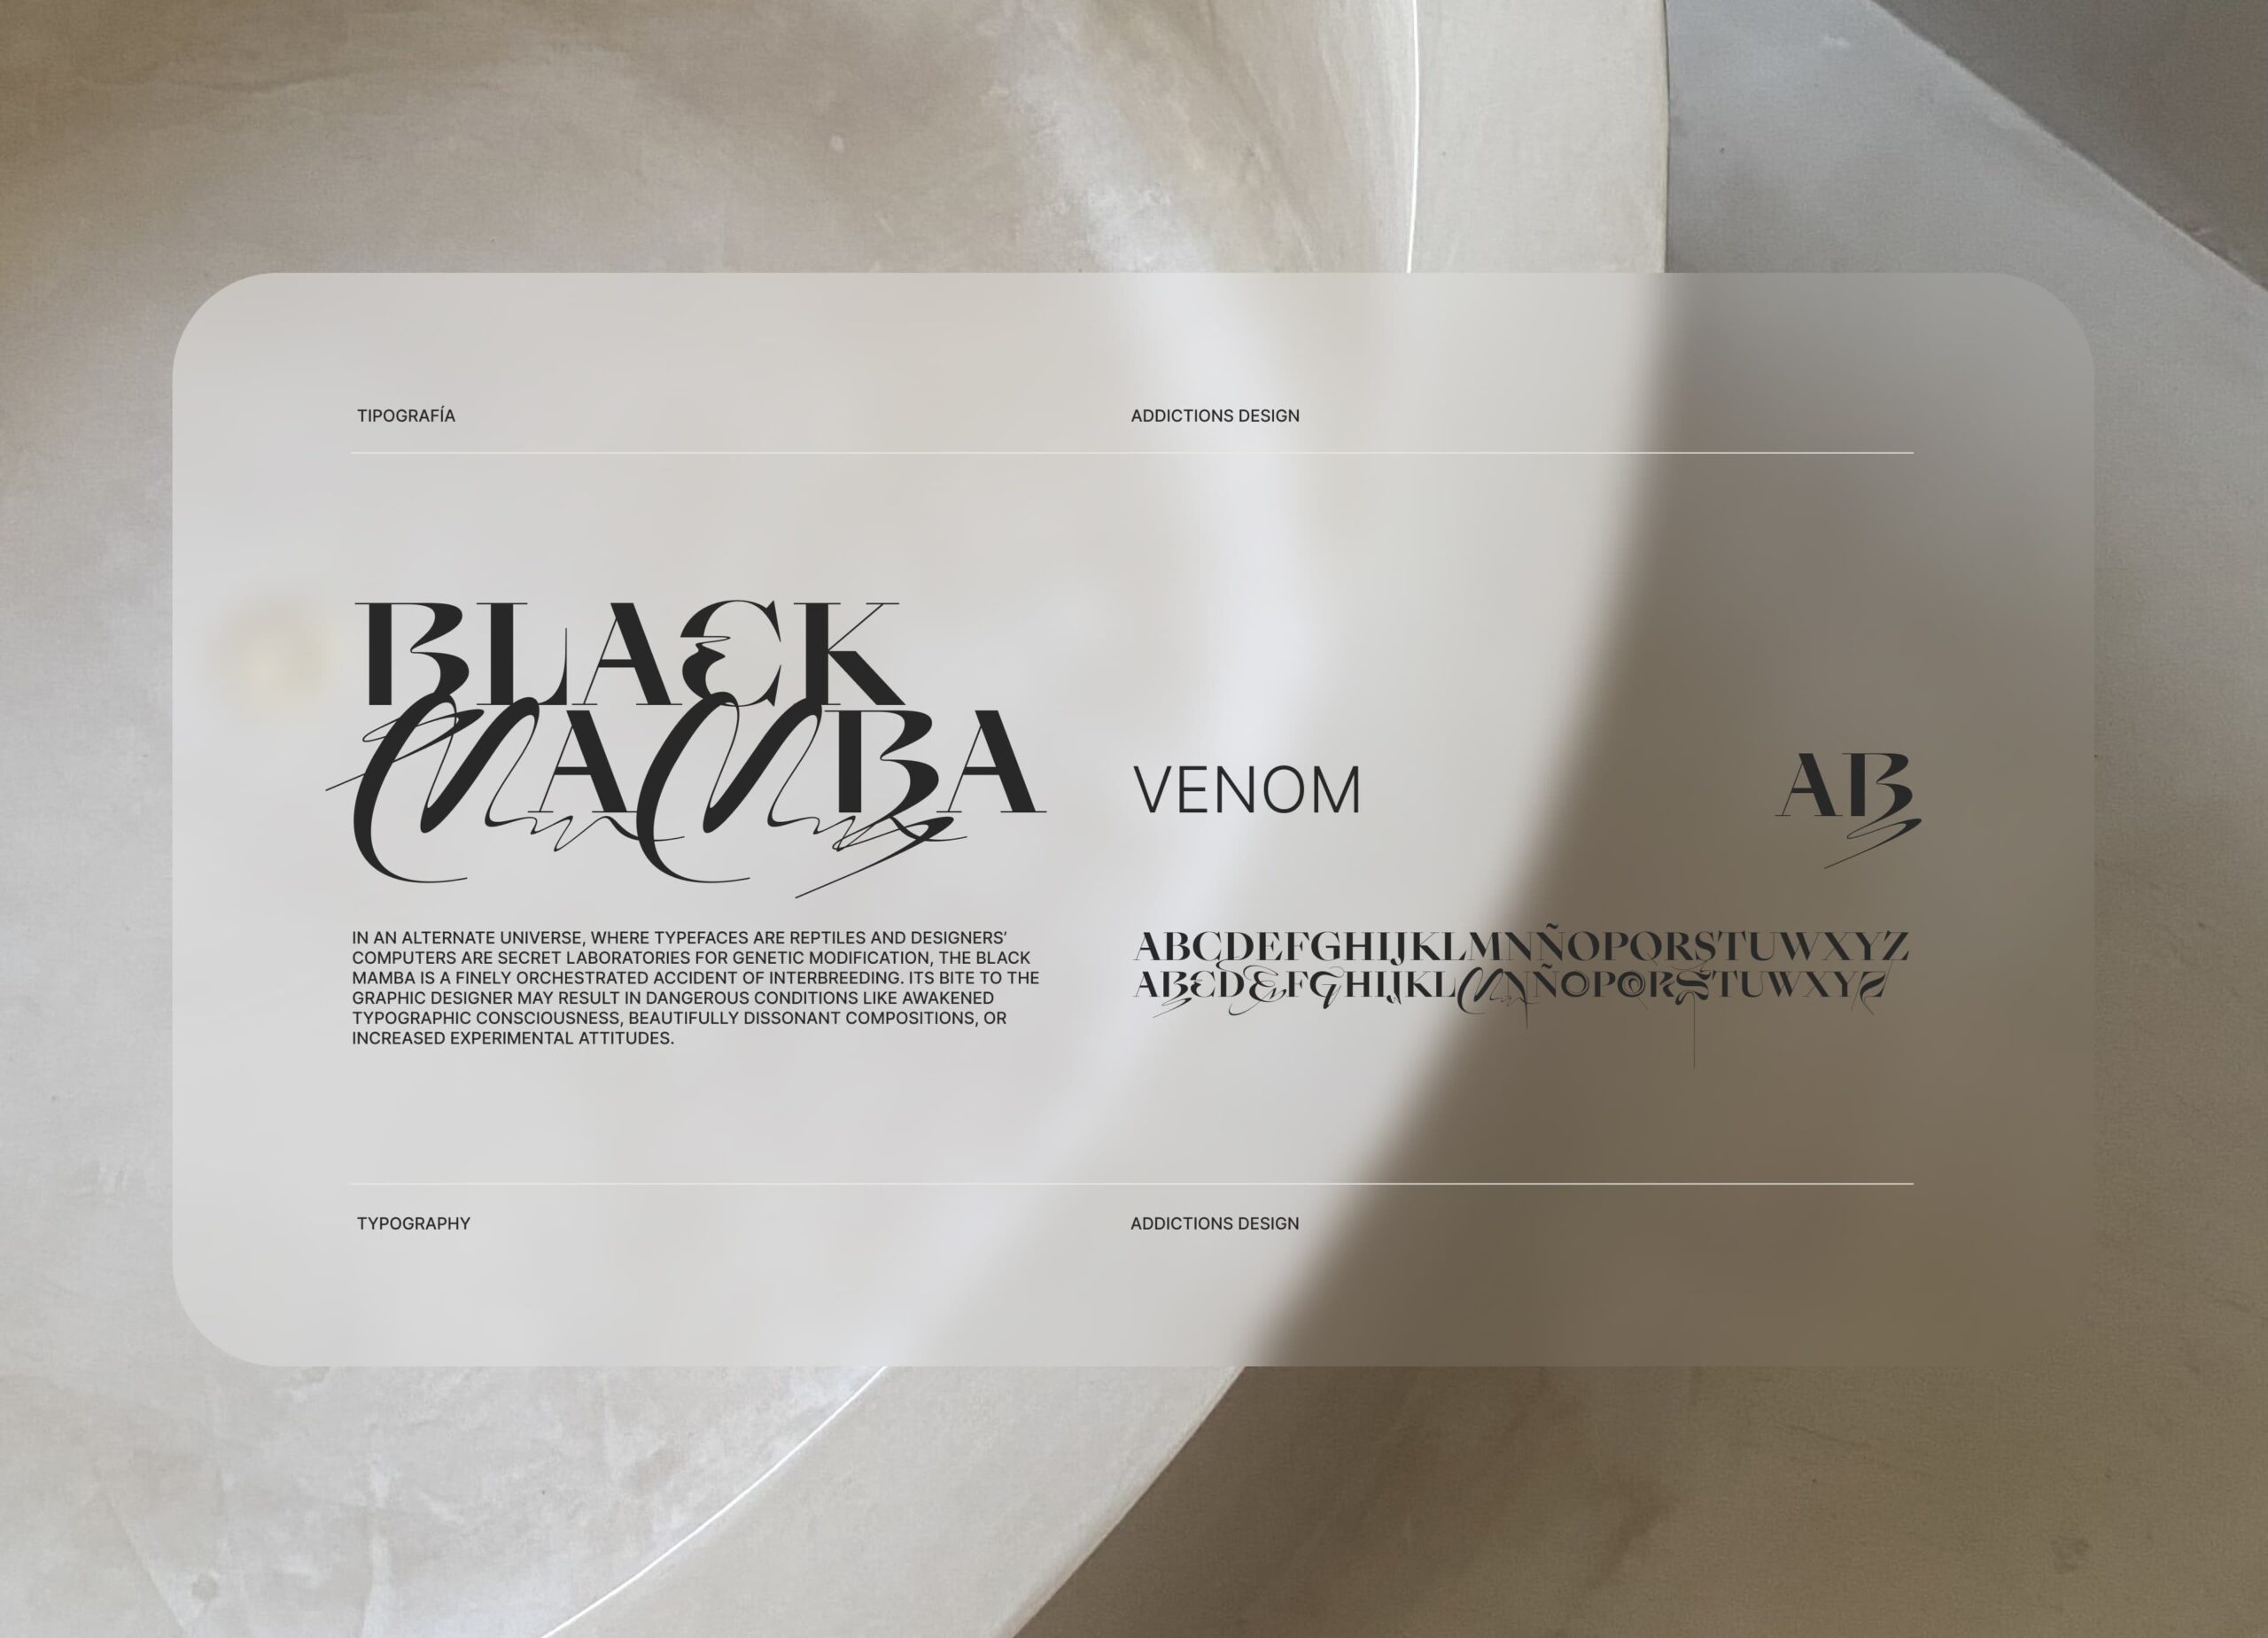 TIPOGRAFÍA
ADDICTIONS DESIGN
BLACK
MAMBA
IN AN ALTERNATE UNIVERSE, WHERE TYPEFACES ARE REPTILES AND DESIGNERS’
COMPUTERS ARE SECRET LABORATORIES FOR GENETIC MODIFICATION, THE BLACK
MAMBA IS A FINELY ORCHESTRATED ACCIDENT OF INTERBREEDING. ITS BITE TO THE
GRAPHIC DESIGNER MAY RESULT IN DANGEROUS CONDITIONS LIKE AWAKENED
TYPOGRAPHIC CONSCIOUSNESS, BEAUTIFULLY DISSONANT COMPOSITIONS, OR
INCREASED EXPERIMENTAL ATTITUDES.
VENOM
AB
ABCDEFGHIJKLMNÑOPQRSTUWXYZ
ABCDEFGHIJKLMNÑOPQRSTUWXYZ
TYPOGRAPHY
ADDICTIONS DESIGN